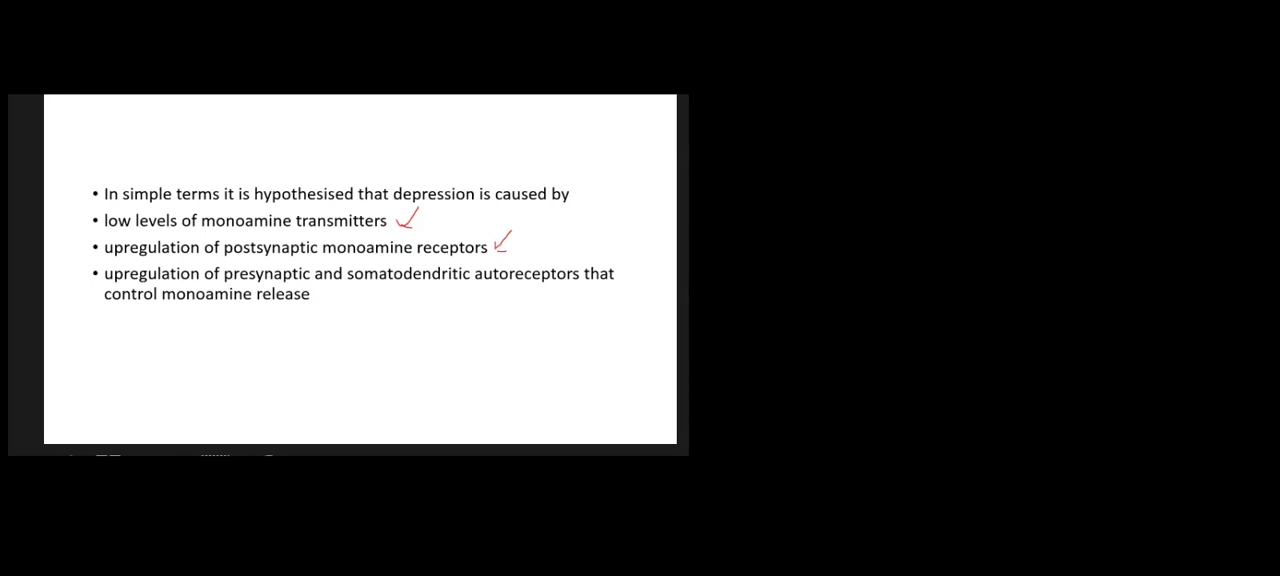 • In simple terms it is hypothesised that depression is caused by
• low levels of monoamine transmitters
• upregulation of postsynaptic monoamine receptors
• upregulation of presynaptic and somatodendritic autoreceptors that
control monoamine release